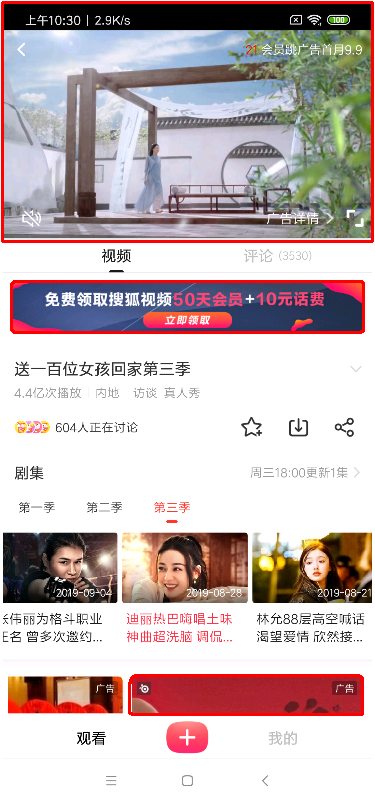 上午10:30 | 2.9K/s
100
21 会员跳广告首月9.9
广告详情
视频
评论 (3530)
免费领取搜狐视频50天会员+10元话费
立即领取
送一百位女孩回家第三季
4.4亿次播放 | 内地 访谈 真人秀
604人正在讨论
剧集
周三18:00更新1集
第一季
第二季
第三季
2019-09-04
2019-08-28
2019-08-21
伟丽为格斗职业
名 曾多次邀约...
迪丽热巴嗨唱土味
神曲超洗脑 调侃...
林允88层高空喊话
渴望爱情 欣然接...
广告
广告
观看
我的